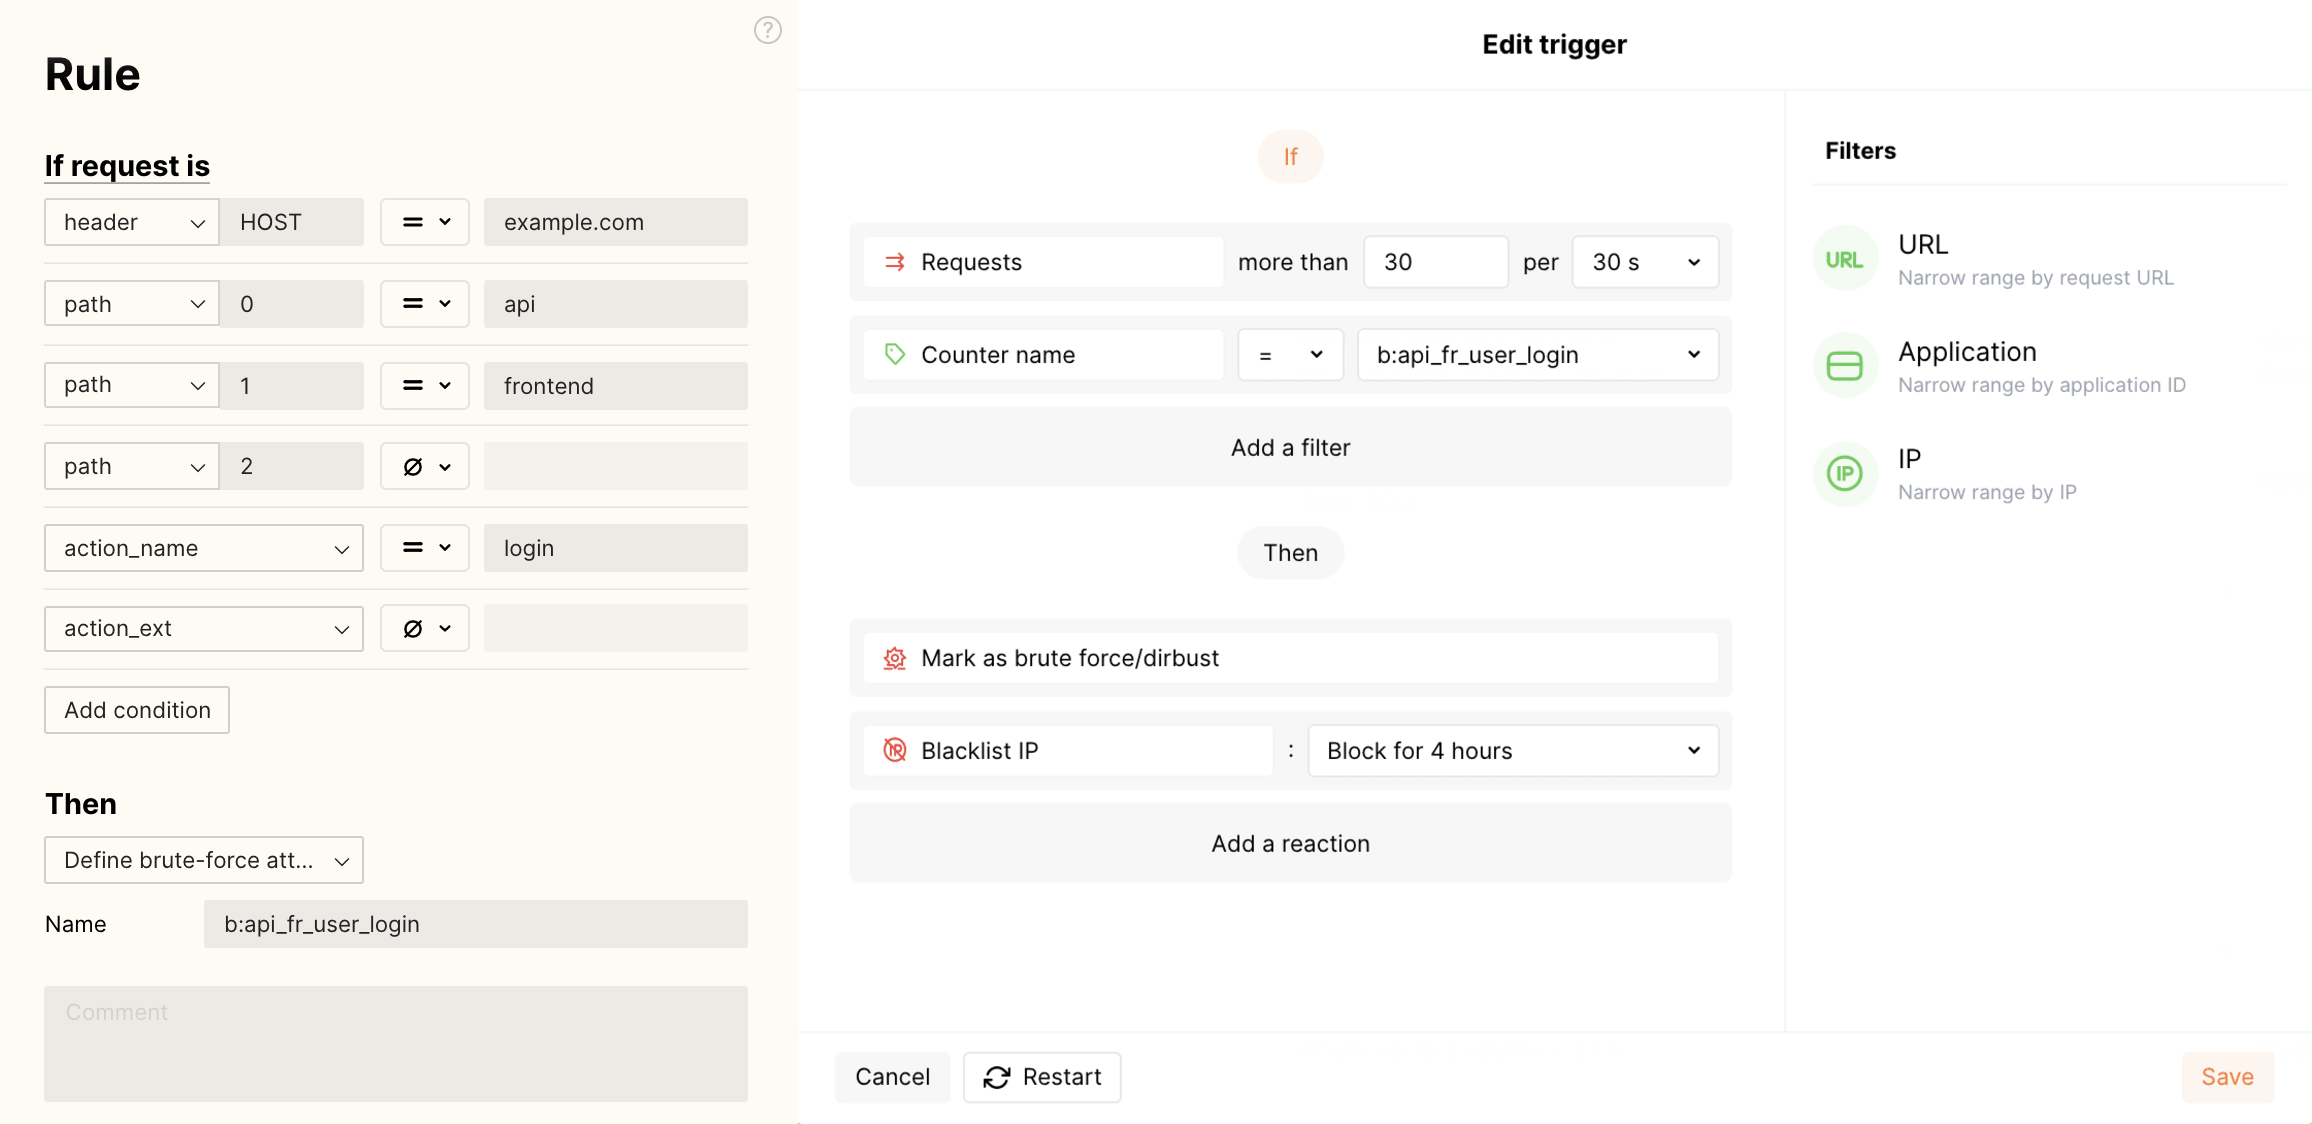 ?
Rule
If request is
header HOST = example.com
path 0 = api
path 1 = frontend
path 2 Ø
action_name = login
action_ext Ø
Add condition
Then
Define brute-force att...
Name b:api_fr_user_login
Comment
Edit trigger
If
Requests more than 30 per 30 s
Counter name = b:api_fr_user_login
Add a filter
Then
Mark as brute force/dirbust
IP Blacklist IP : Block for 4 hours
Add a reaction
Cancel Restart
Filters
URL URL
Narrow range by request URL
Application
Narrow range by application ID
IP IP
Narrow range by IP
Save